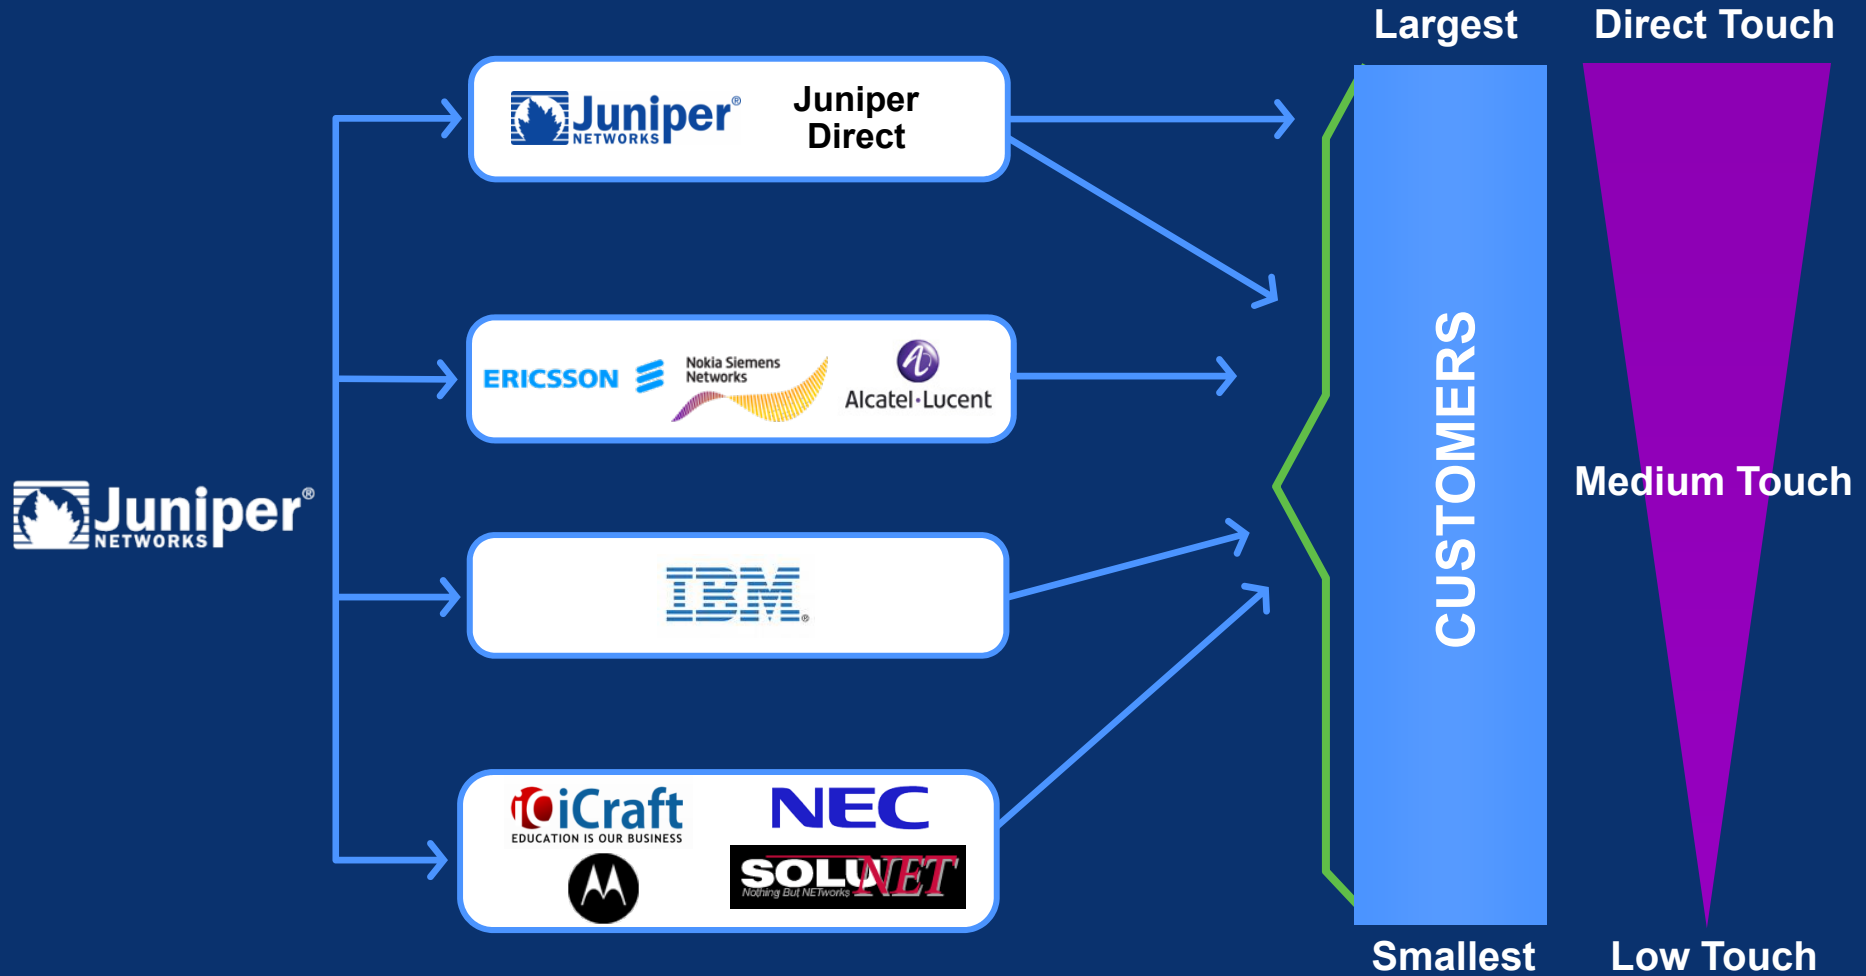 Largest
Direct Touch
Juniper®
NETWORKS
Juniper
Direct
ERICSSON
Nokia Siemens
Networks
Alcatel·Lucent
CUSTOMERS
Medium Touch
Juniper®
NETWORKS
IBM®
iCraft
EDUCATION IS OUR BUSINESS
NEC
SOLUNET
Nothing But NETworks
Smallest
Low Touch